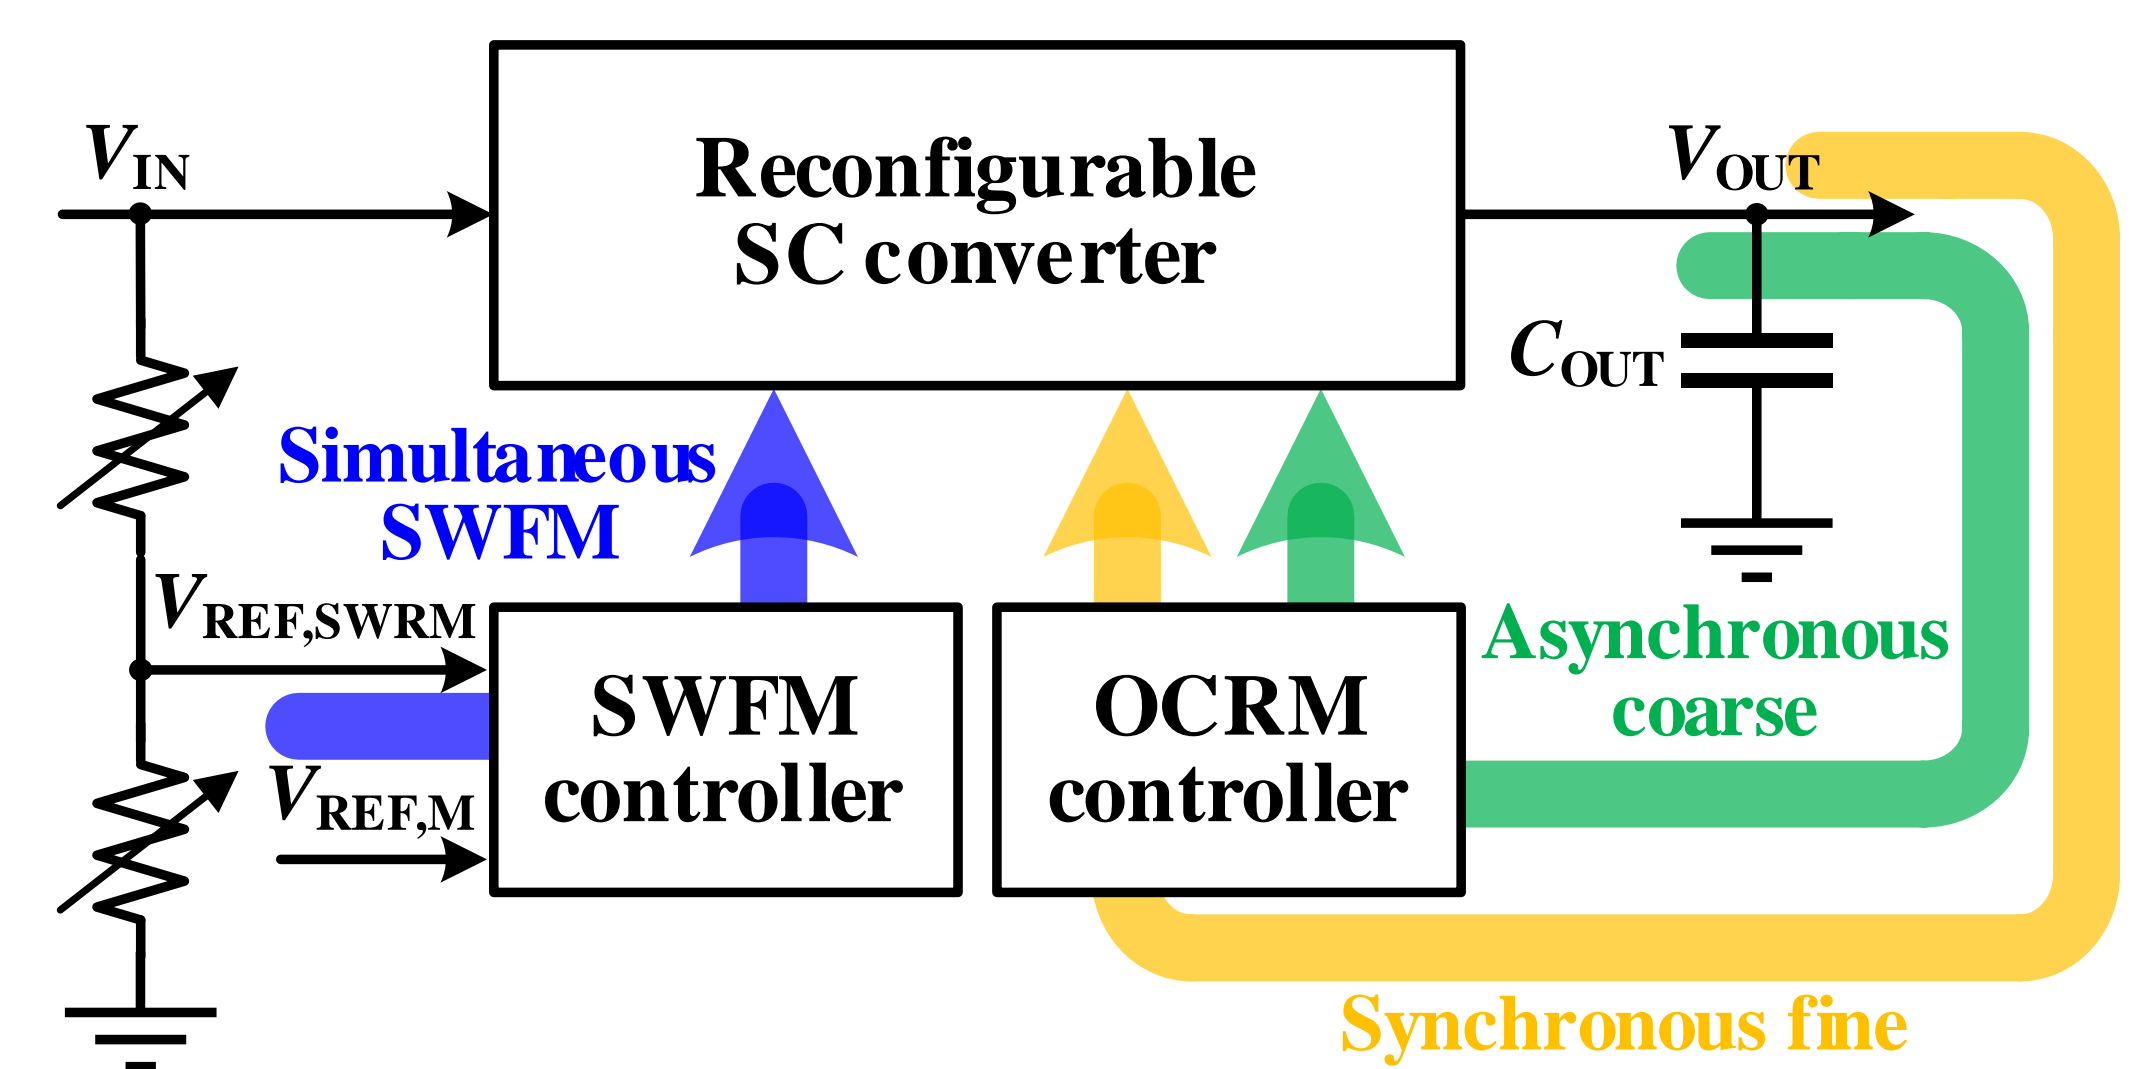 Reconfigurable
SC converter
VIN
VOUT
COUT
Simultaneous
SWFM
VREF,SWRM
SWFM
controller
VREF,M
OCRM
controller
Asynchronous
coarse
Synchronous fine